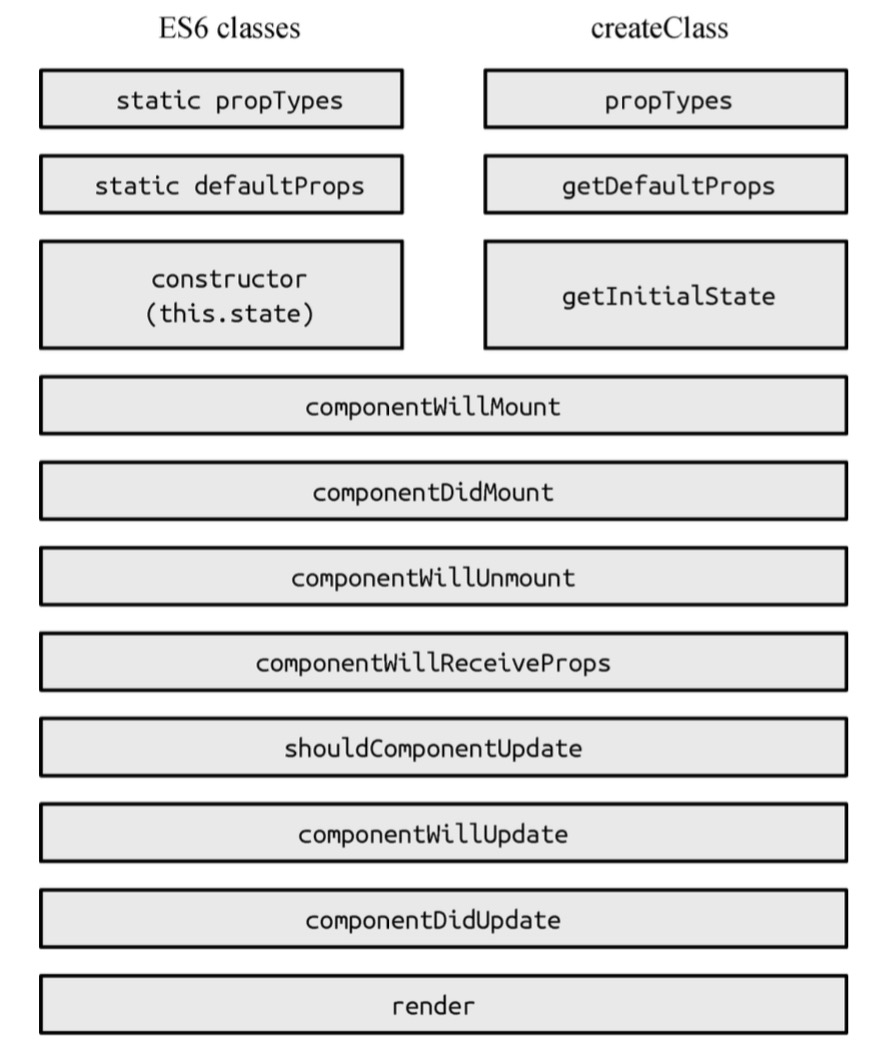 ES6 classes
createClass
static propTypes
propTypes
static defaultProps
getDefaultProps
constructor
(this.state)
getInitialState
componentWillMount
componentDidMount
componentWillUnmount
componentWillReceiveProps
shouldComponentUpdate
componentWillUpdate
componentDidUpdate
render